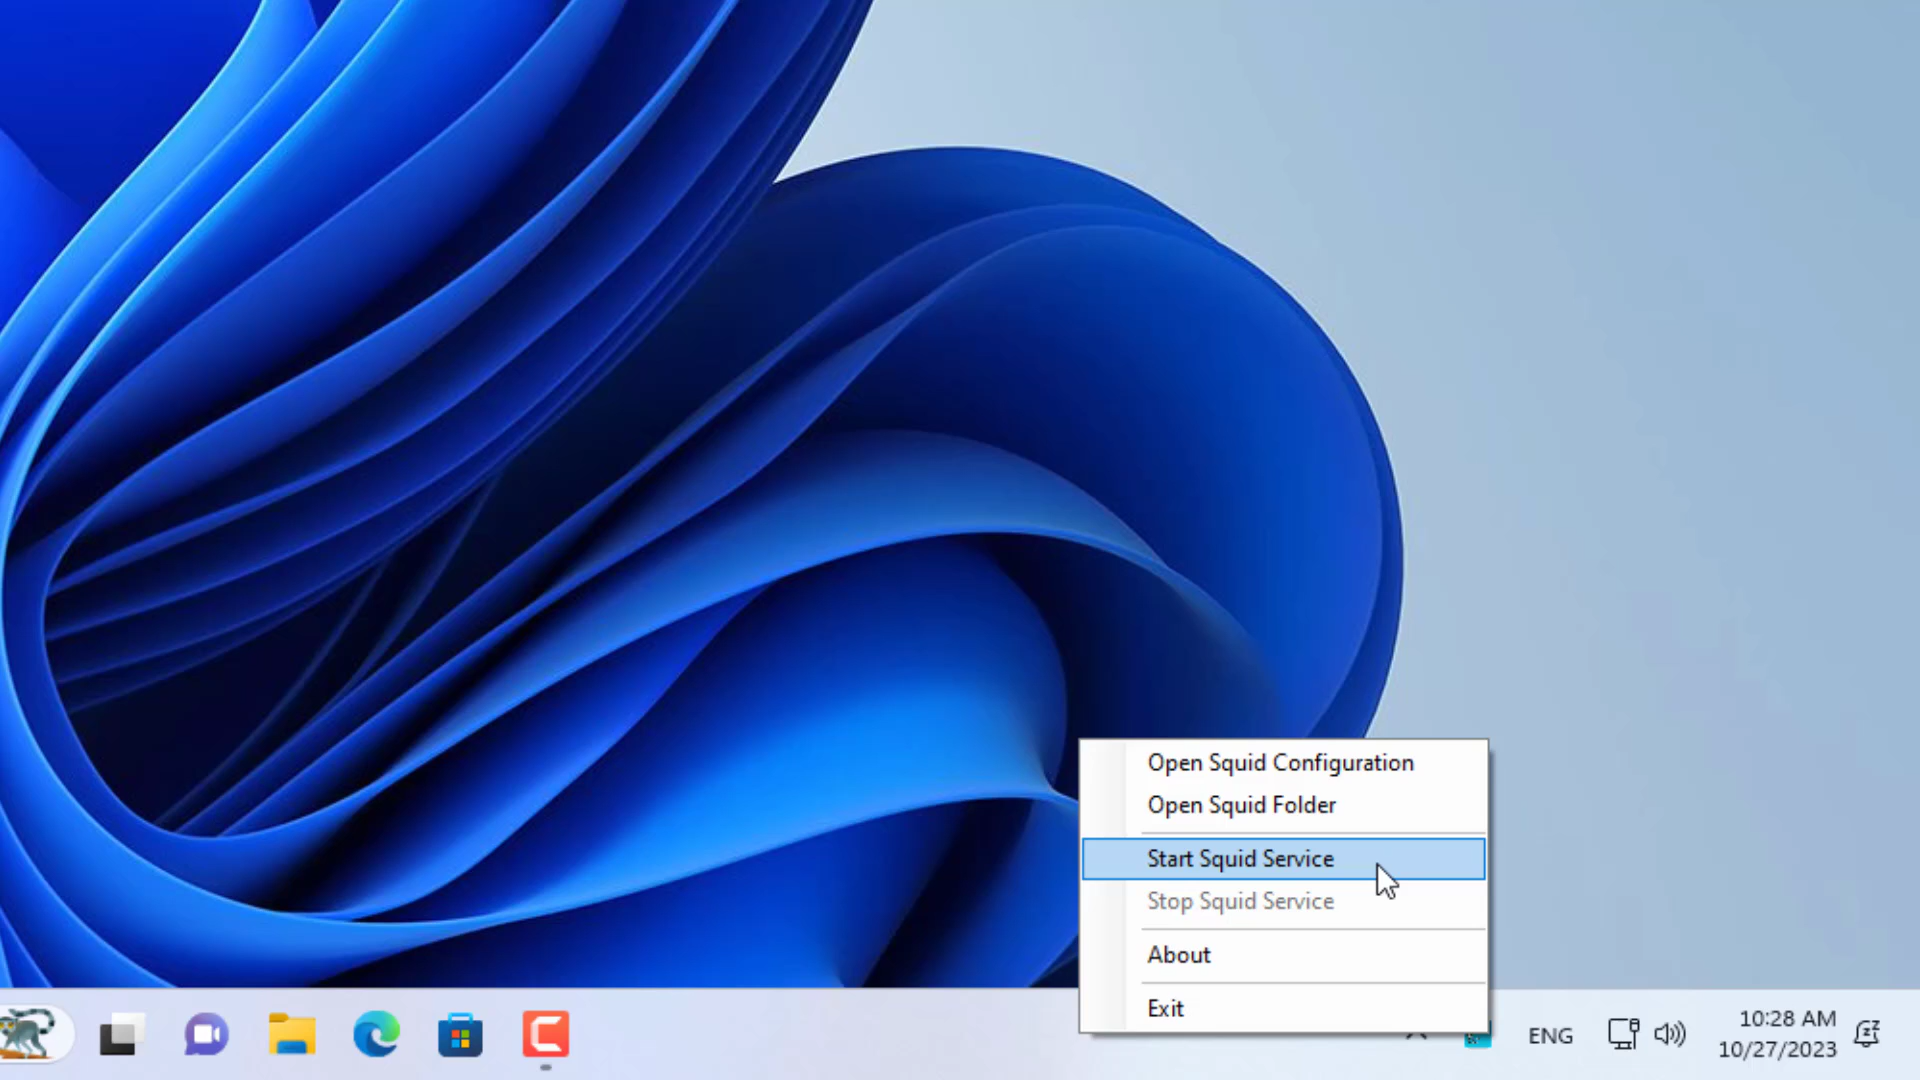 Open Squid Configuration
Open Squid Folder
Start Squid Service
Stop Squid Service
About
Exit
ENG
10:28 AM
10/27/2023